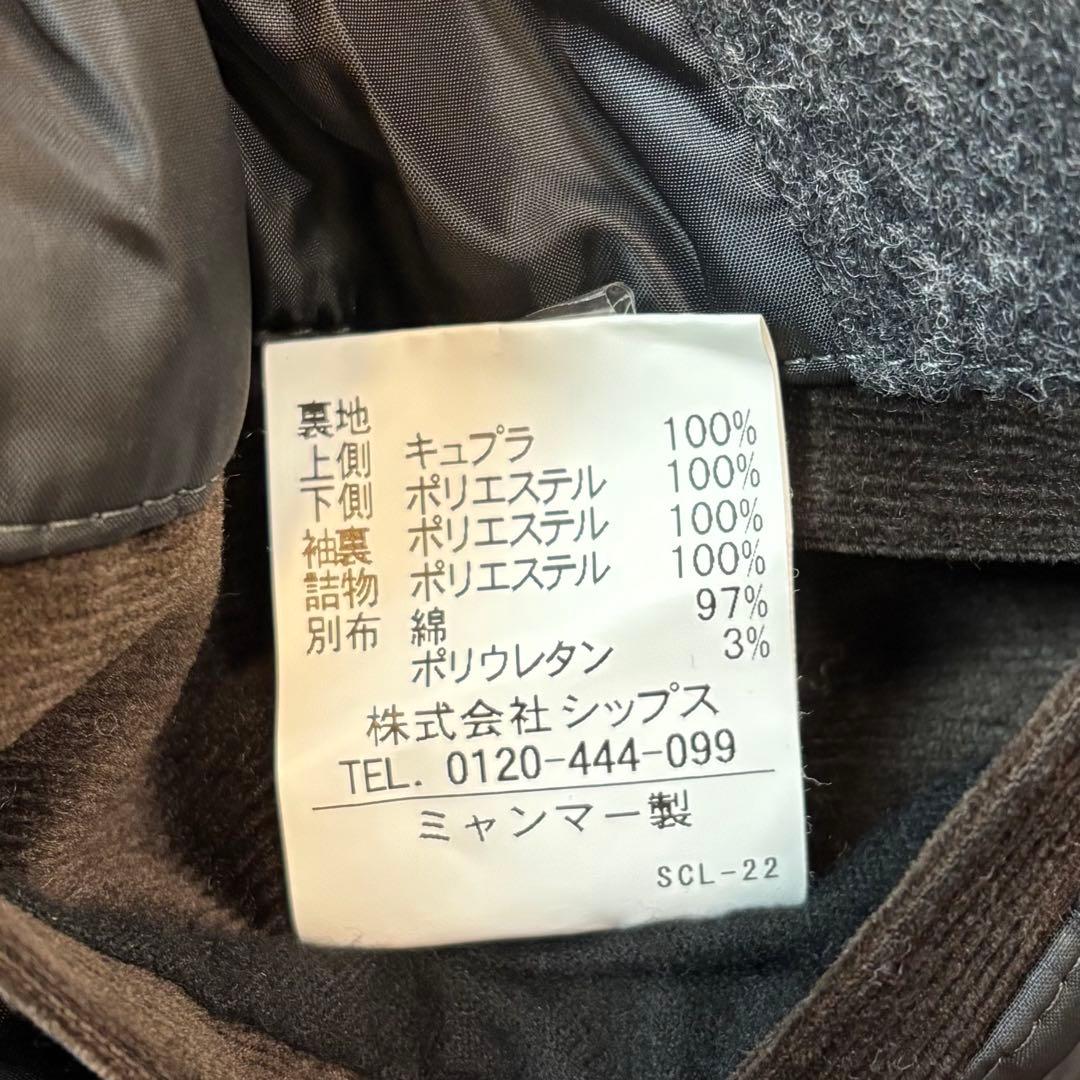 裏地
上側 キュプラ 100%
下側 ポリエステル 100%
袖裏 ポリエステル 100%
詰物 ポリエステル 100%
別布 綿 97%
ポリウレタン 3%
株式会社シップス
TEL. 0120-444-099
ミャンマー製
SCL-22